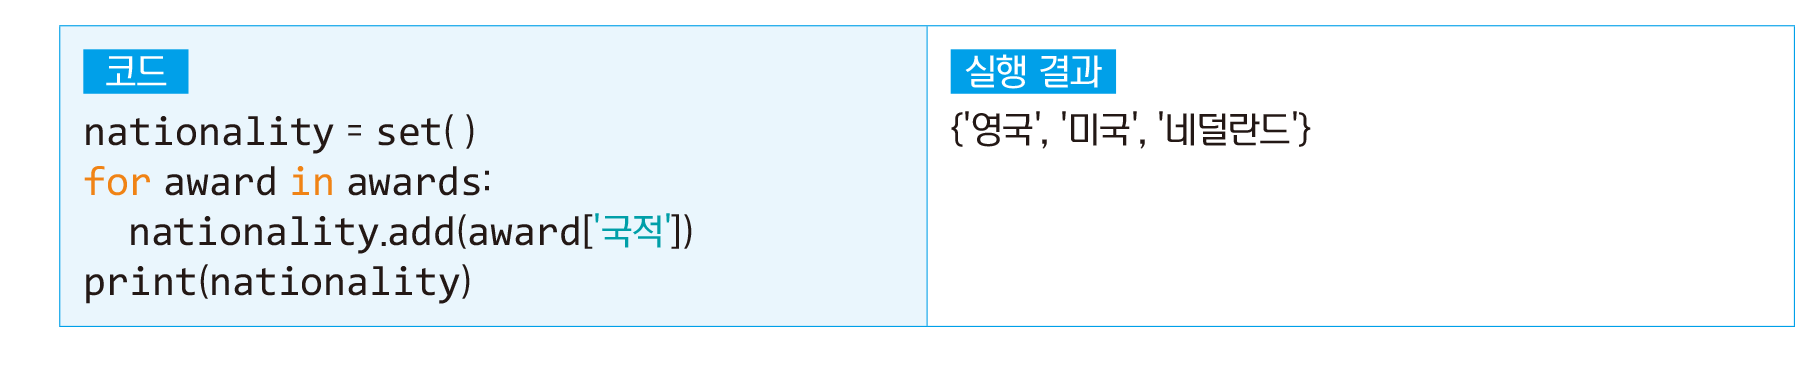 코드
nationality = set( )
for award in awards:
    nationality.add(award['국적'])
print(nationality)
실행 결과
{'영국', '미국', '네덜란드'}